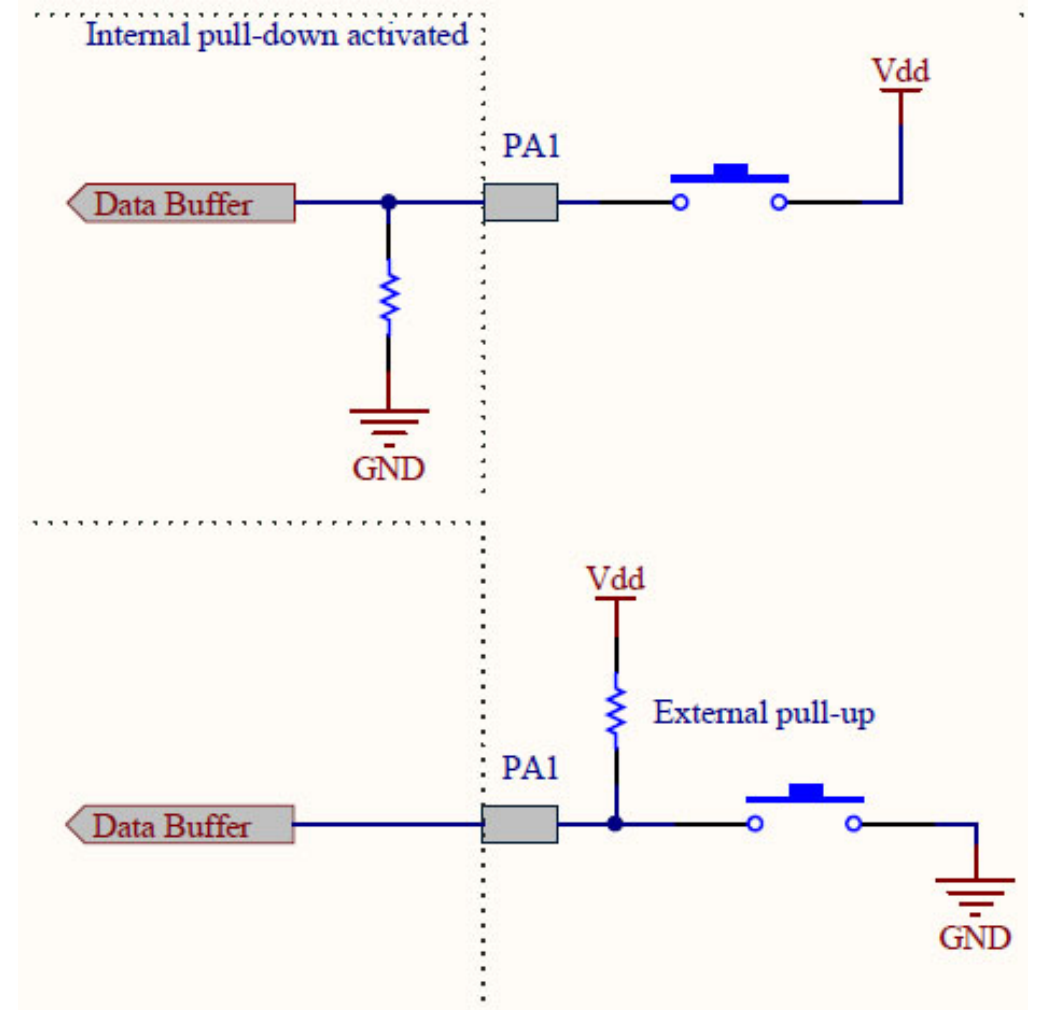 Internal pull-down activated
Vdd
PA1
Data Buffer
GND
Vdd
External pull-up
PA1
Data Buffer
GND